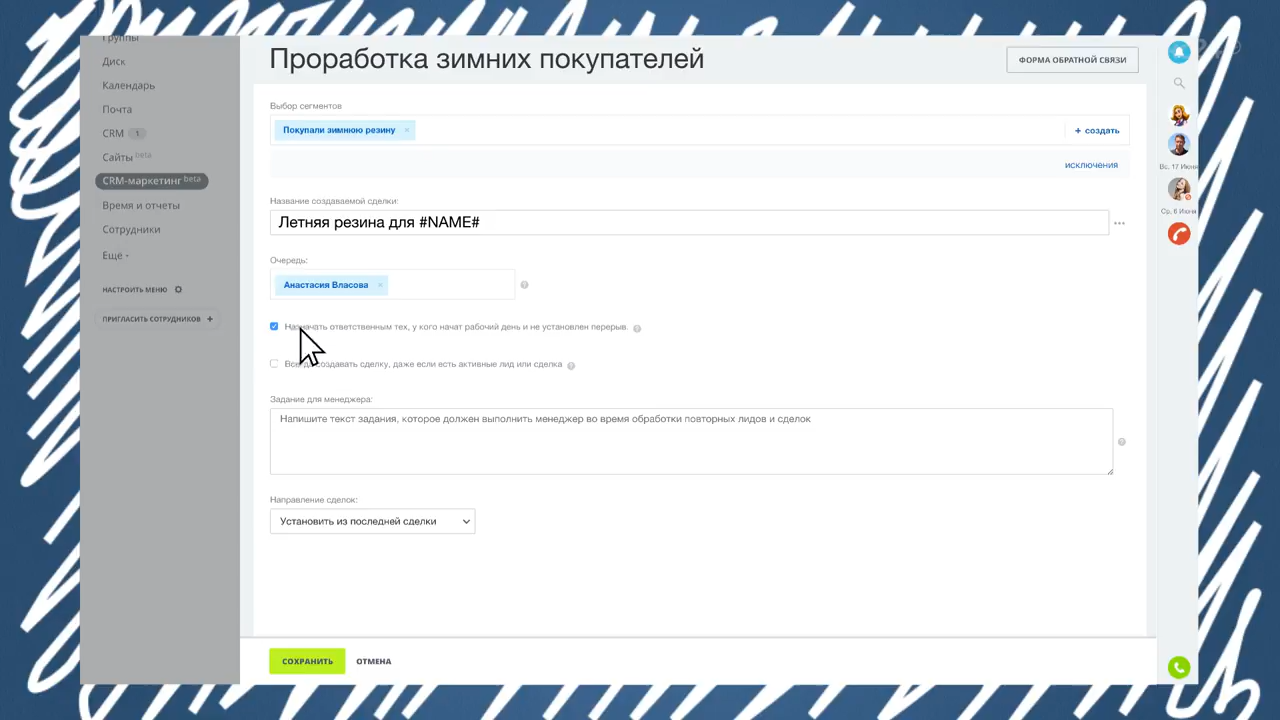 Группы
Диск
Календарь
Почта
CRM 1
Сайты beta
CRM-маркетинг beta
Время и отчеты
Сотрудники
Ещё
НАСТРОИТЬ МЕНЮ
ПРИГЛАСИТЬ СОТРУДНИКОВ +
Проработка зимних покупателей
ФОРМА ОБРАТНОЙ СВЯЗИ
Выбор сегментов
Покупали зимнюю резину ×
+ создать
исключения
Название создаваемой сделки:
Летняя резина для #NAME#
...
Очередь:
Анастасия Власова ×
?
Назначать ответственным тех, у кого начат рабочий день и не установлен перерыв. ?
Всегда создавать сделку, даже если есть активные лид или сделка ?
Задание для менеджера:
Напишите текст задания, которое должен выполнить менеджер во время обработки повторных лидов и сделок
?
Направление сделок:
Установить из последней сделки
СОХРАНИТЬ
ОТМЕНА
Вс, 17 Июня
Ср, 6 Июня